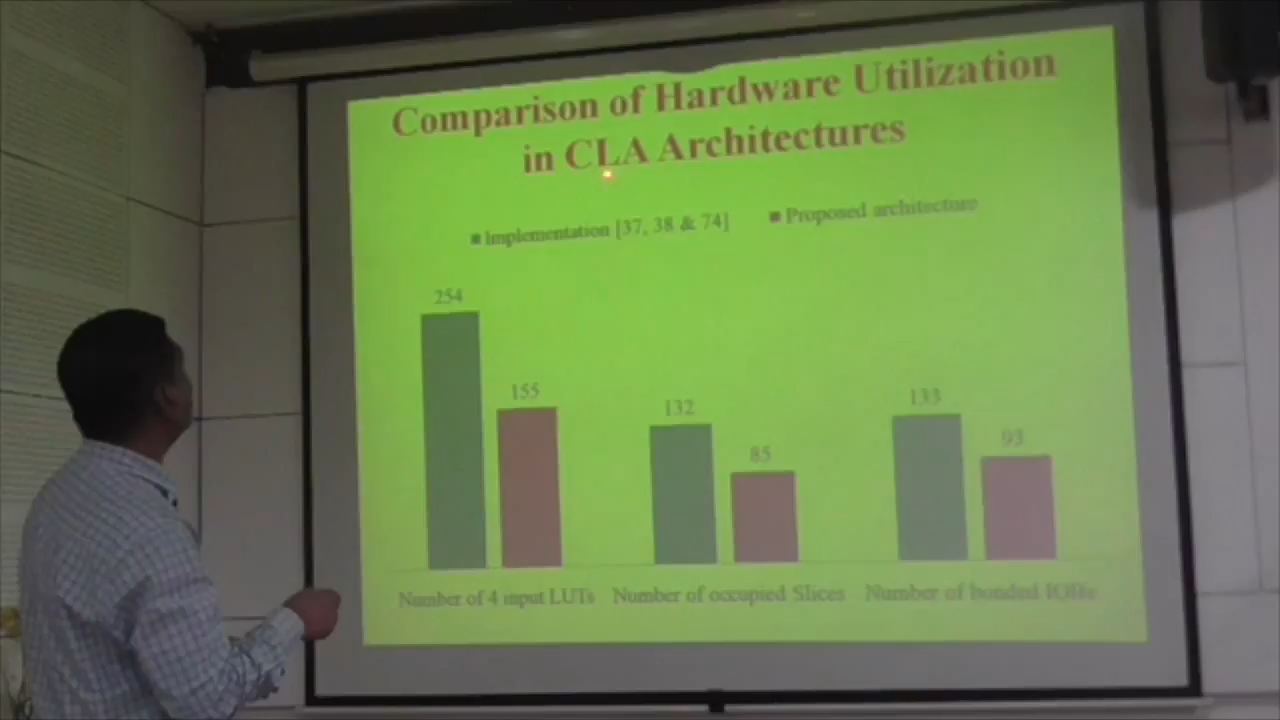 Comparison of Hardware Utilization
in CLA Architectures
Implementation [37, 38 & 74] Proposed architecture
254
155
132
85
133
93
Number of 4 input LUTs Number of occupied Slices Number of bonded IOBs